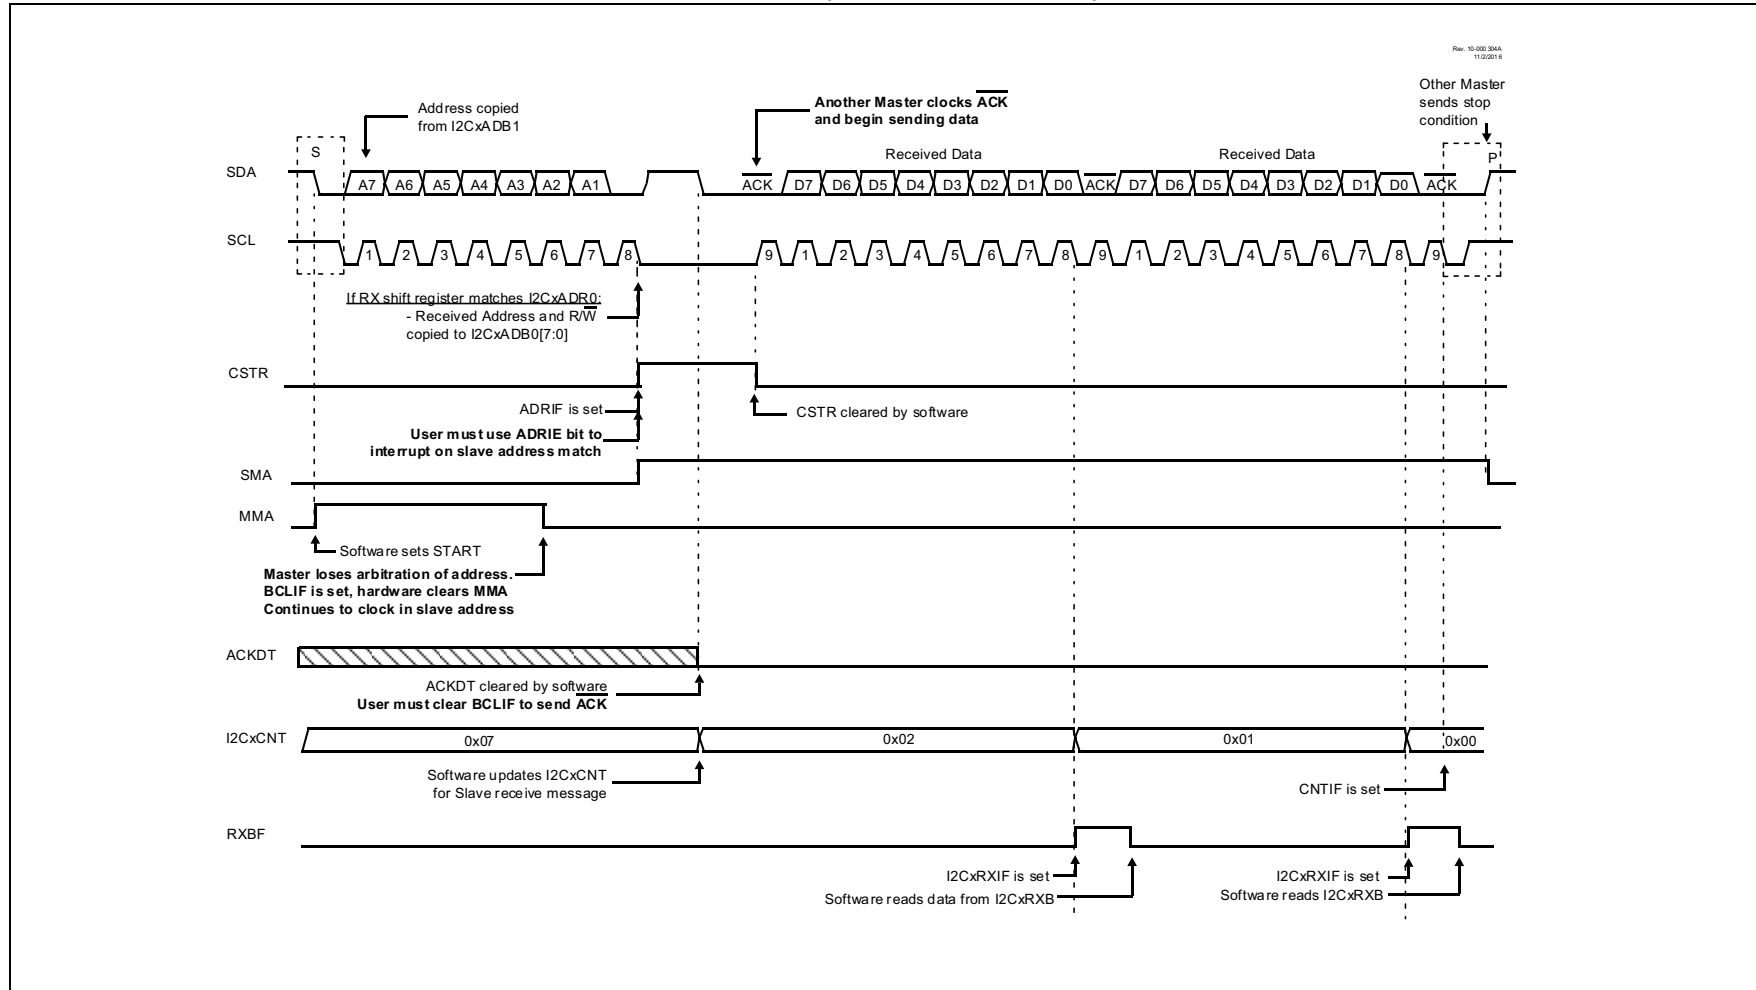 Rev. 10-000 304A
11/2/2016
Other Master
sends stop
condition
Address copied
from I2CxADB1
Another Master clocks ACK
and begin sending data
S
Received Data
Received Data
P
SDA
A7 A6 A5 A4 A3 A2 A1
ACK D7 D6 D5 D4 D3 D2 D1 D0 ACK D7 D6 D5 D4 D3 D2 D1 D0 ACK
SCL
1 2 3 4 5 6 7 8 9 1 2 3 4 5 6 7 8 9 1 2 3 4 5 6 7 8 9
If RX shift register matches I2CxADR0:
- Received Address and R/W
copied to I2CxADB0[7:0]
CSTR
ADRIF is set
CSTR cleared by software
User must use ADRIE bit to
interrupt on slave address match
SMA
MMA
Software sets START
Master loses arbitration of address.
BCLIF is set, hardware clears MMA
Continues to clock in slave address
ACKDT
ACKDT cleared by software
User must clear BCLIF to send ACK
I2CxCNT
0x07 0x02 0x01 0x00
Software updates I2CxCNT
for Slave receive message
CNTIF is set
RXBF
I2CxRXIF is set
Software reads data from I2CxRXB
I2CxRXIF is set
Software reads I2CxRXB